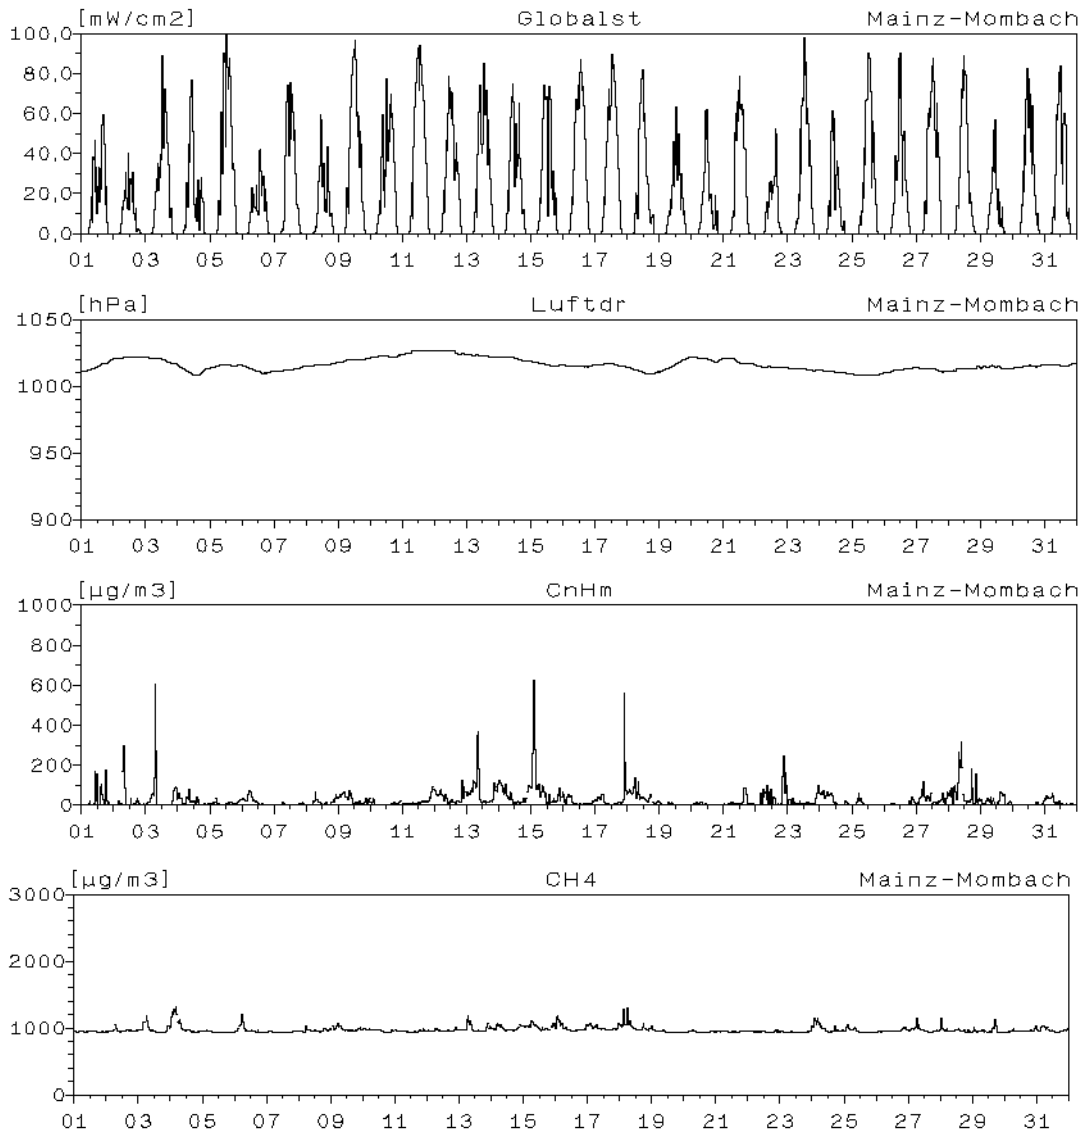 [mW/cm2] Globalst Mainz-Mombach
100,0
80,0
60,0
40,0
20,0
0,0
01 03 05 07 09 11 13 15 17 19 21 23 25 27 29 31
[hPa] Luftdr Mainz-Mombach
1050
1000
950
900
01 03 05 07 09 11 13 15 17 19 21 23 25 27 29 31
[µg/m3] CnHm Mainz-Mombach
1000
800
600
400
200
0
01 03 05 07 09 11 13 15 17 19 21 23 25 27 29 31
[µg/m3] CH4 Mainz-Mombach
3000
2000
1000
0
01 03 05 07 09 11 13 15 17 19 21 23 25 27 29 31